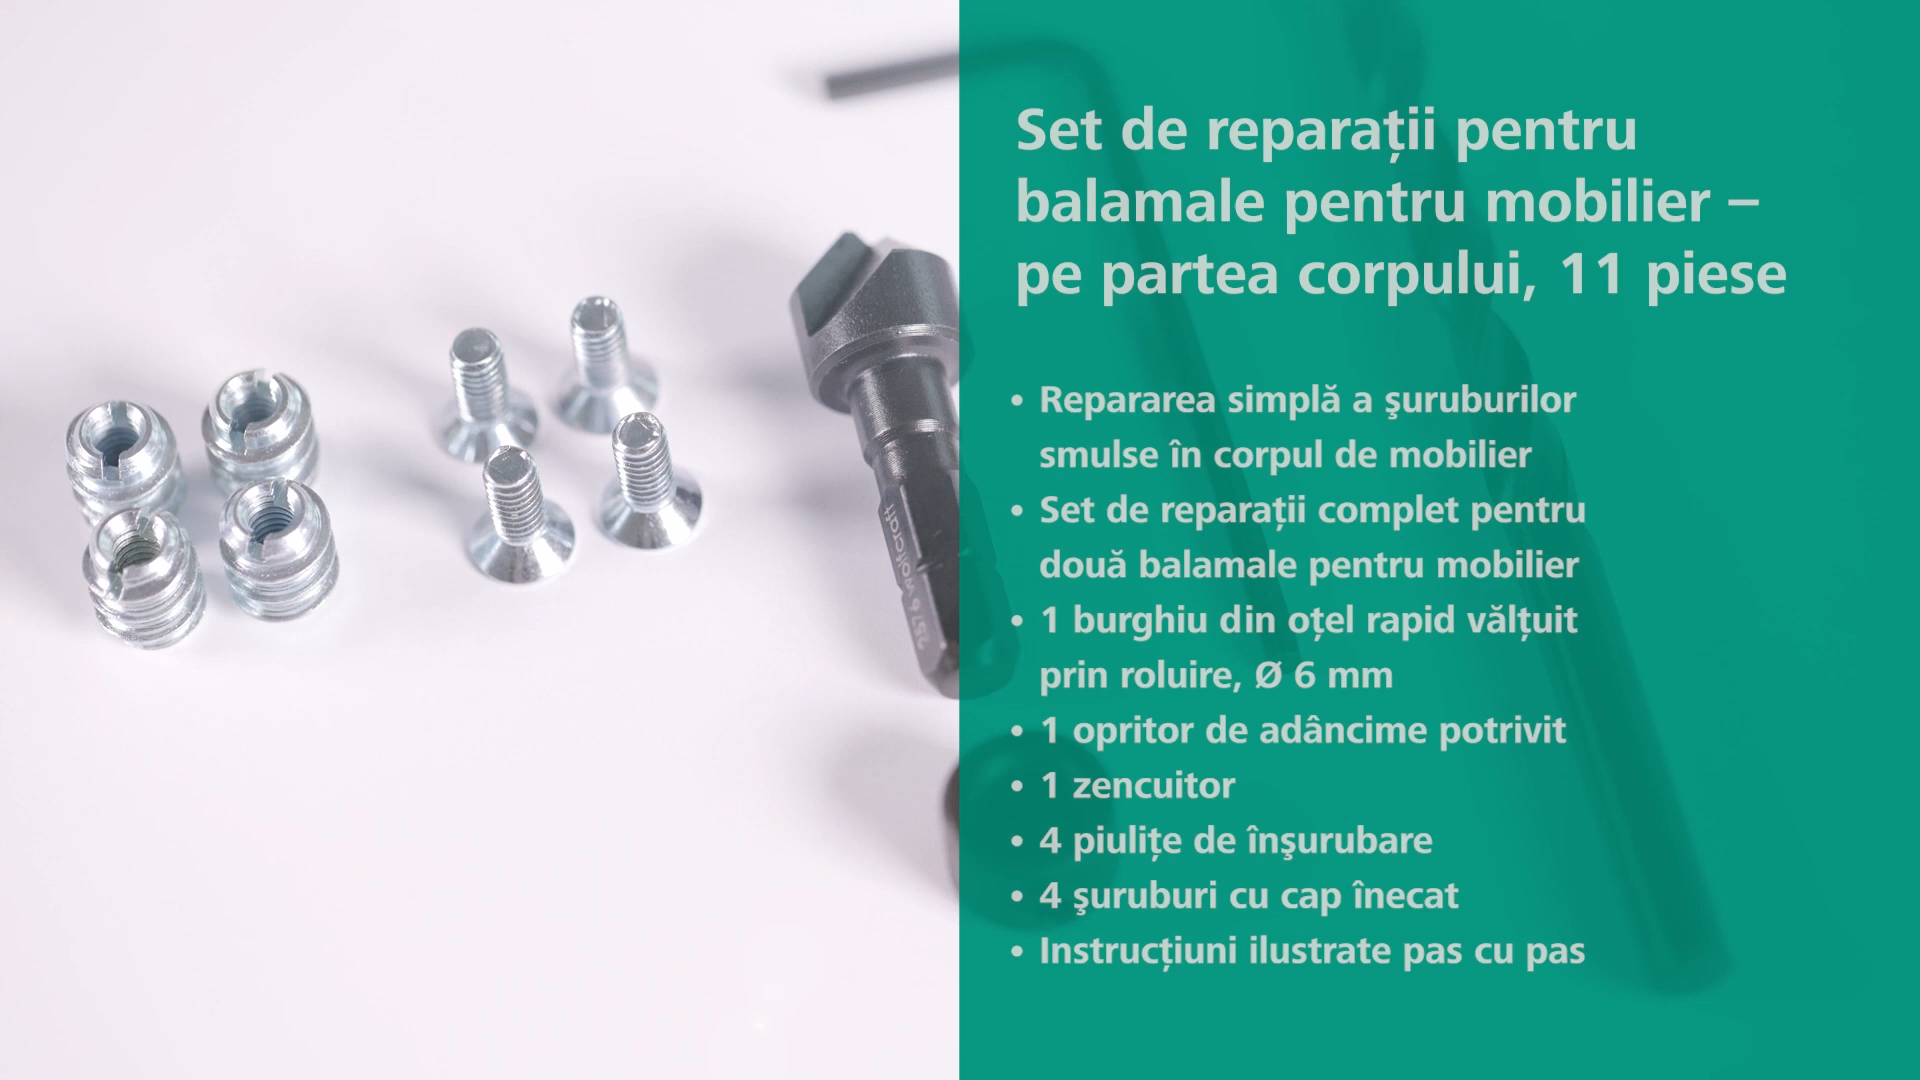 Set de reparații pentru
balamale pentru mobilier –
pe partea corpului, 11 piese
• Repararea simplă a şuruburilor
smulse în corpul de mobilier
• Set de reparații complet pentru
două balamale pentru mobilier
• 1 burghiu din oțel rapid vălțuit
prin roluire, Ø 6 mm
• 1 opritor de adâncime potrivit
• 1 zencuitor
• 4 piulițe de înşurubare
• 4 şuruburi cu cap înecat
• Instrucțiuni ilustrate pas cu pas
2576 wolfcraft